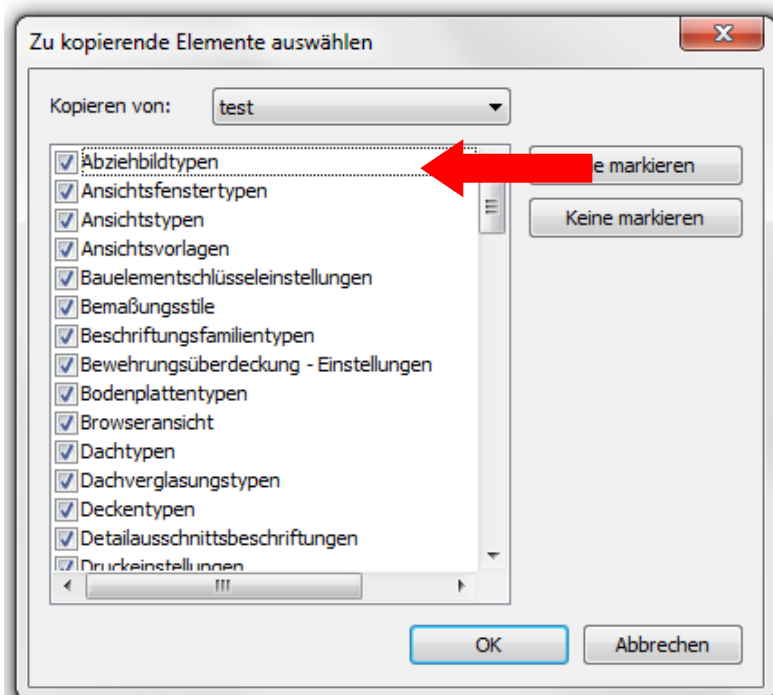 Zu kopierende Elemente auswählen
Kopieren von: test
Abziehbildtypen
Ansichtsfenstertypen
Ansichtstypen
Ansichtsvorlagen
Bauelementschlüsseleinstellungen
Bemaßungsstile
Beschriftungsfamilientypen
Bewehrungsüberdeckung - Einstellungen
Bodenplattentypen
Browseransicht
Dachtypen
Dachverglasungstypen
Deckentypen
Detailausschnittsbeschriftungen
Druckeinstellungen
markieren
Keine markieren
OK Abbrechen